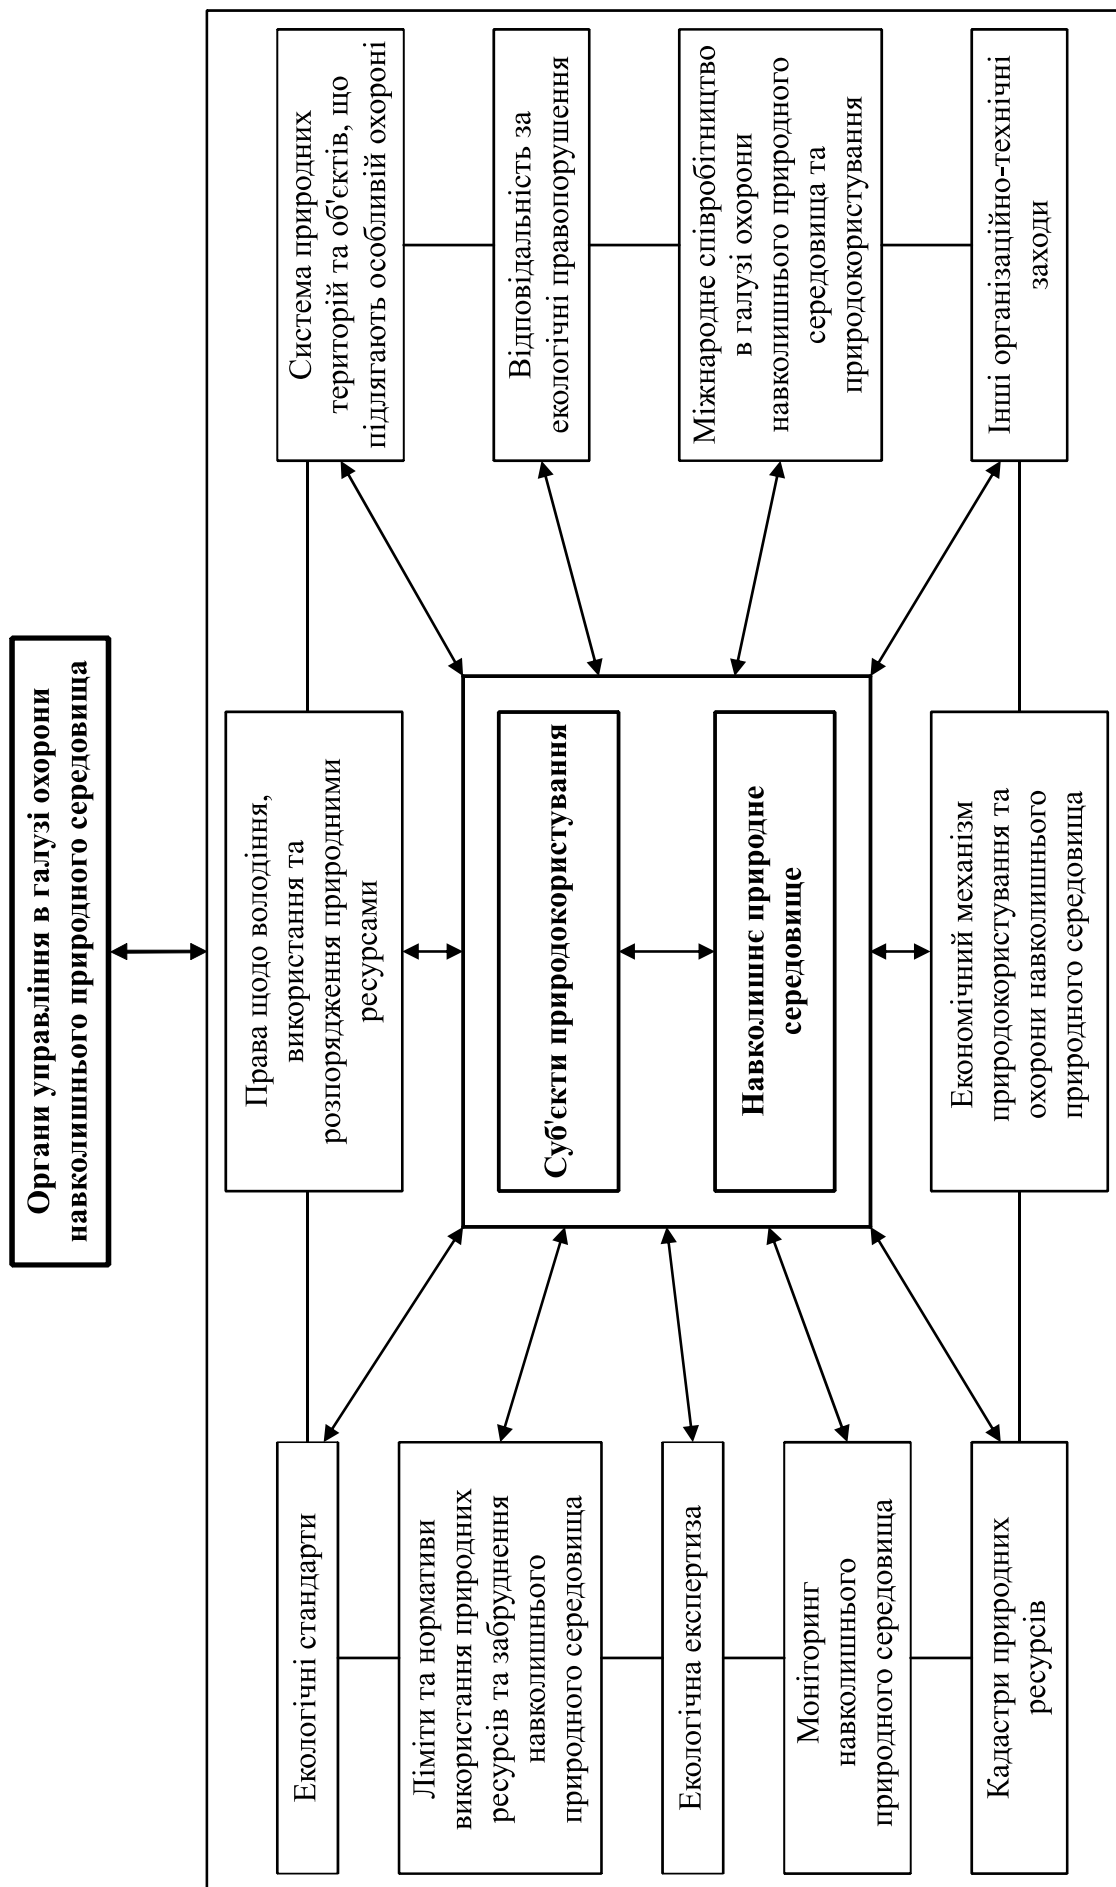 Органи управління в галузі охорони
навколишнього природного середовища
Екологічні стандарти
Ліміти та нормативи
використання природних
ресурсів та забруднення
навколишнього
природного середовища
Екологічна експертиза
Моніторинг
навколишнього
природного середовища
Кадастри природних
ресурсів
Права щодо володіння,
використання та
розпорядження природними
ресурсами
Суб'єкти природокористування
Навколишнє природне
середовище
Економічний механізм
природокористування та
охорони навколишнього
природного середовища
Система природних
територій та об'єктів, що
підлягають особливій охороні
Відповідальність за
екологічні правопорушення
Міжнародне співробітництво
в галузі охорони
навколишнього природного
середовища та
природокористування
Інші організаційно-технічні
заходи